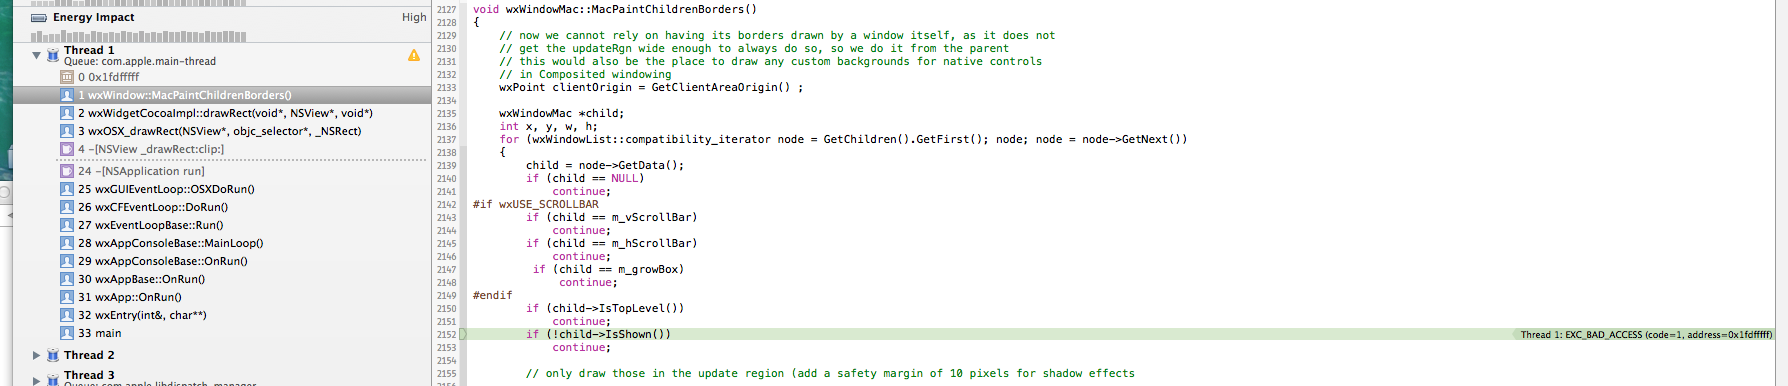 Energy Impact High
Thread 1
Queue: com.apple.main-thread
0 0x1fdfffff
1 wxWindow::MacPaintChildrenBorders()
2 wxWidgetCocoaImpl::drawRect(void*, NSView*, void*)
3 wxOSX_drawRect(NSView*, objc_selector*, _NSRect)
4 -[NSView _drawRect:clip:]
24 -[NSApplication run]
25 wxGUIEventLoop::OSXDoRun()
26 wxCFEventLoop::DoRun()
27 wxEventLoopBase::Run()
28 wxAppConsoleBase::MainLoop()
29 wxAppConsoleBase::OnRun()
30 wxAppBase::OnRun()
31 wxApp::OnRun()
32 wxEntry(int&, char**)
33 main
Thread 2
Thread 3
Queue: com.apple.libdispatch-manager
2127 void wxWindowMac::MacPaintChildrenBorders()
2128 {
2129 // now we cannot rely on having its borders drawn by a window itself, as it does not
2130 // get the updateRgn wide enough to always do so, so we do it from the parent
2131 // this would also be the place to draw any custom backgrounds for native controls
2132 // in Composited windowing
2133 wxPoint clientOrigin = GetClientAreaOrigin() ;
2134
2135 wxWindowMac *child;
2136 int x, y, w, h;
2137 for (wxWindowList::compatibility_iterator node = GetChildren().GetFirst(); node; node = node->GetNext())
2138 {
2139 child = node->GetData();
2140 if (child == NULL)
2141 continue;
2142 #if wxUSE_SCROLLBAR
2143 if (child == m_vScrollBar)
2144 continue;
2145 if (child == m_hScrollBar)
2146 continue;
2147 if (child == m_growBox)
2148 continue;
2149 #endif
2150 if (child->IsTopLevel())
2151 continue;
2152 if (!child->IsShown()) Thread 1: EXC_BAD_ACCESS (code=1, address=0x1fdfffff)
2153 continue;
2154
2155 // only draw those in the update region (add a safety margin of 10 pixels for shadow effects